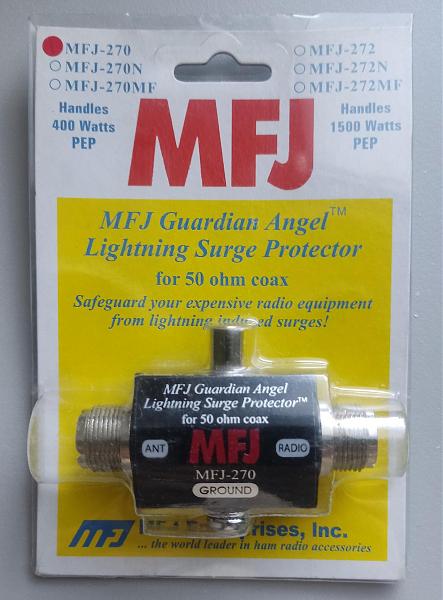 MFJ-270
MFJ-270N
MFJ-270MF
Handles
400 Watts
PEP
MFJ-272
MFJ-272N
MFJ-272MF
Handles
1500 Watts
PEP
MFJ
MFJ Guardian Angel™
Lightning Surge Protector
for 50 ohm coax
Safeguard your expensive radio equipment
from lightning induced surges!
MFJ Guardian Angel
Lightning Surge Protector™
for 50 ohm coax
ANT
MFJ
RADIO
MFJ-270
GROUND
MFJ
MFJ Enterprises, Inc.
... the world leader in ham radio accessories